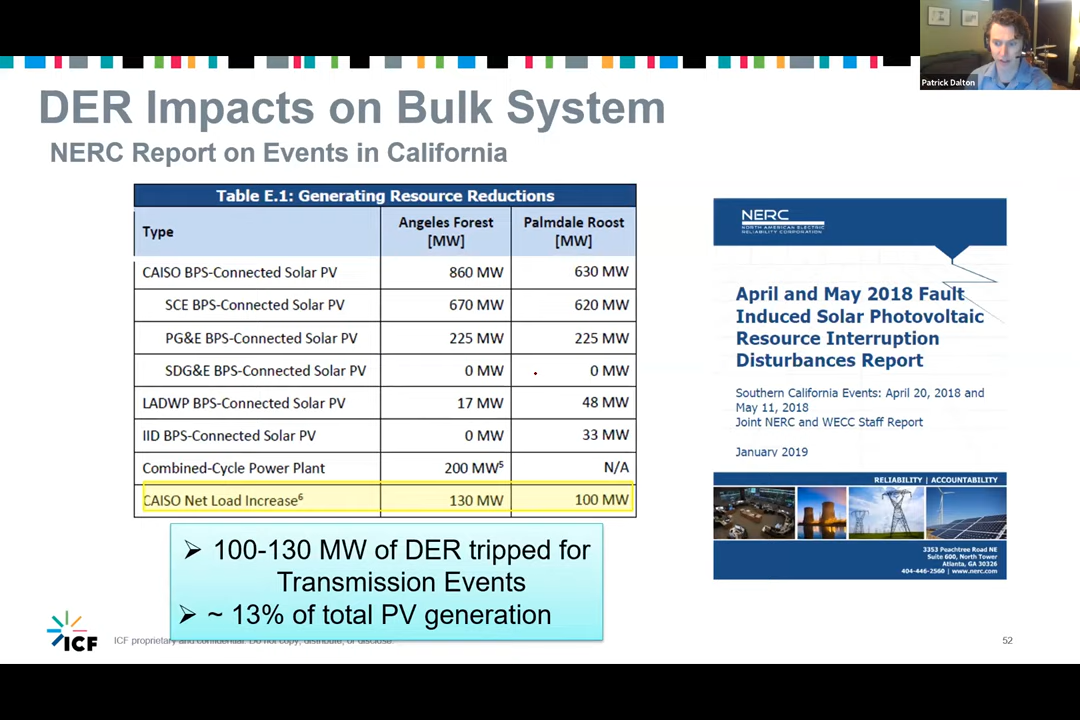 Patrick Dalton
DER Impacts on Bulk System
NERC Report on Events in California
Table E.1: Generating Resource Reductions
Type Angeles Forest [MW] Palmdale Roost [MW]
CAISO BPS-Connected Solar PV 860 MW 630 MW
SCE BPS-Connected Solar PV 670 MW 620 MW
PG&E BPS-Connected Solar PV 225 MW 225 MW
SDG&E BPS-Connected Solar PV 0 MW 0 MW
LADWP BPS-Connected Solar PV 17 MW 48 MW
IID BPS-Connected Solar PV 0 MW 33 MW
Combined-Cycle Power Plant 200 MW⁵ N/A
CAISO Net Load Increase⁶ 130 MW 100 MW
➢ 100-130 MW of DER tripped for
Transmission Events
➢ ~ 13% of total PV generation
NERC
NORTH AMERICAN ELECTRIC
RELIABILITY CORPORATION
April and May 2018 Fault
Induced Solar Photovoltaic
Resource Interruption
Disturbances Report
Southern California Events: April 20, 2018 and
May 11, 2018
Joint NERC and WECC Staff Report
January 2019
RELIABILITY | ACCOUNTABILITY
3353 Peachtree Road NE
Suite 600, North Tower
Atlanta, GA 30326
404-446-2560 | www.nerc.com
ICF
ICF proprietary and confidential. Do not copy, distribute, or disclose.
52